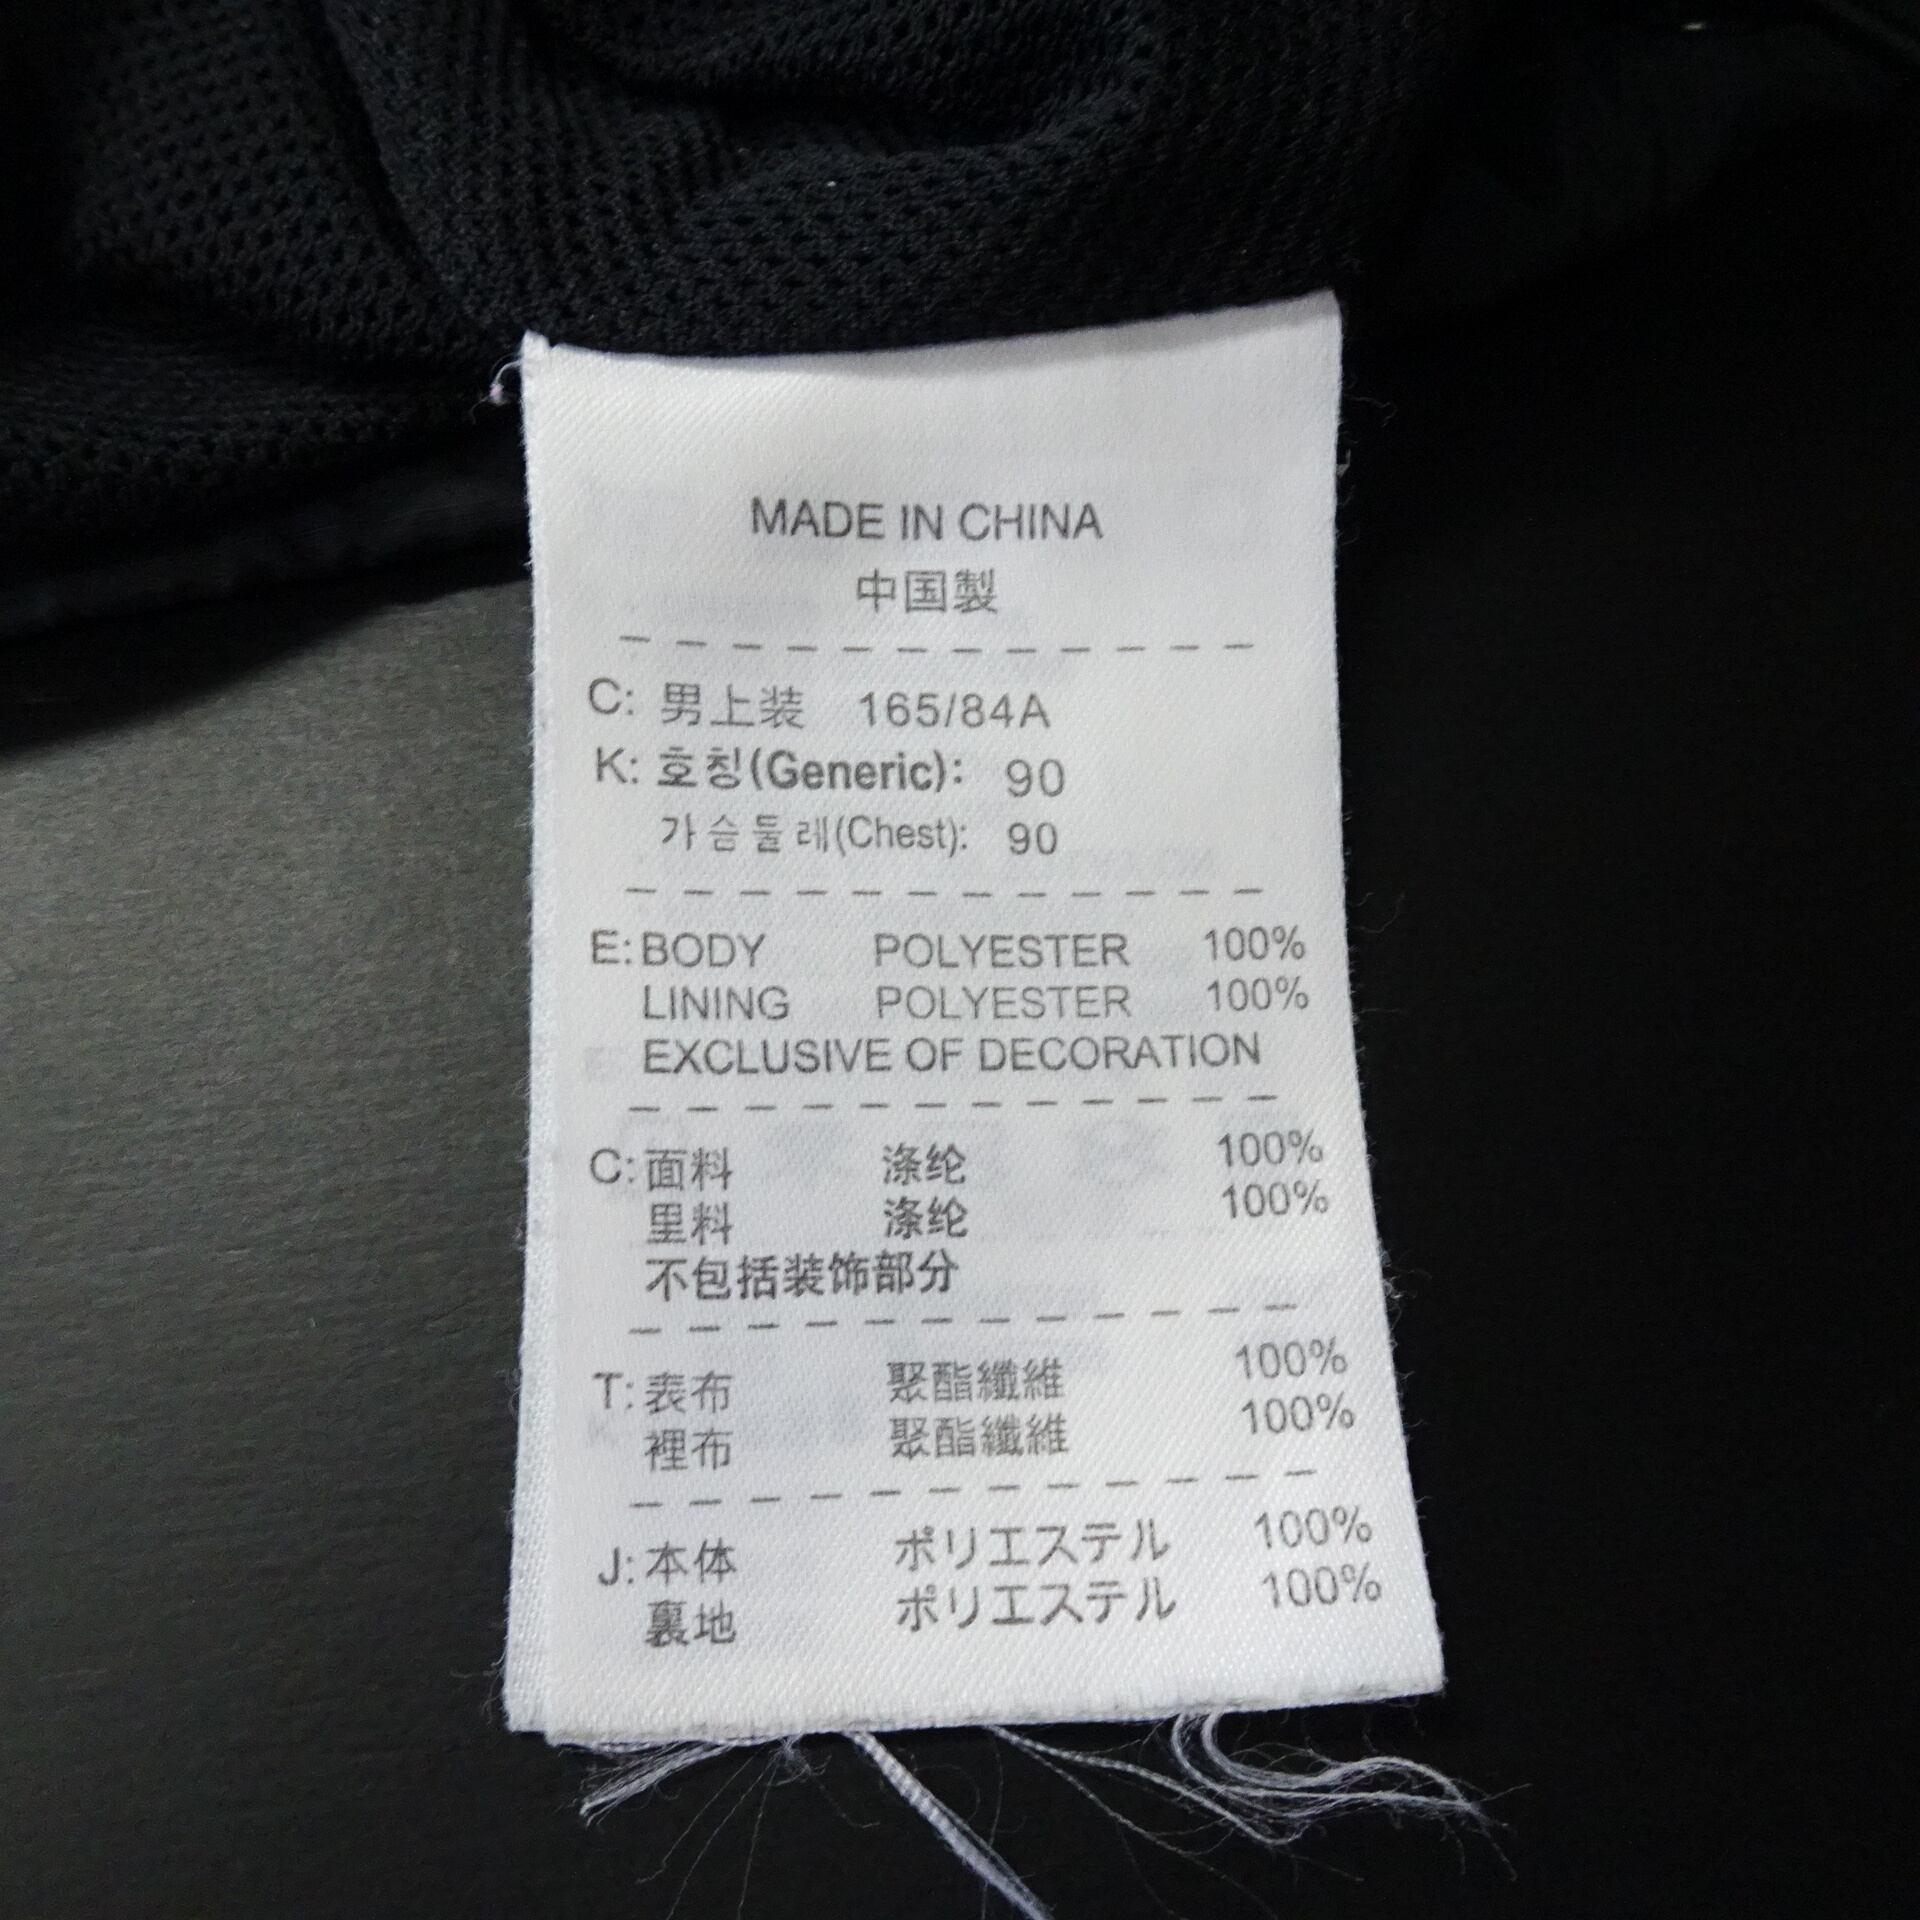 MADE IN CHINA
中国製
C: 男上装 165/84A
K: 호칭(Generic): 90
가슴둘레(Chest): 90
E: BODY POLYESTER 100%
LINING POLYESTER 100%
EXCLUSIVE OF DECORATION
C: 面料 涤纶 100%
里料 涤纶 100%
不包括装饰部分
T: 表布 聚酯纖維 100%
裡布 聚酯纖維 100%
J: 本体 ポリエステル 100%
裏地 ポリエステル 100%